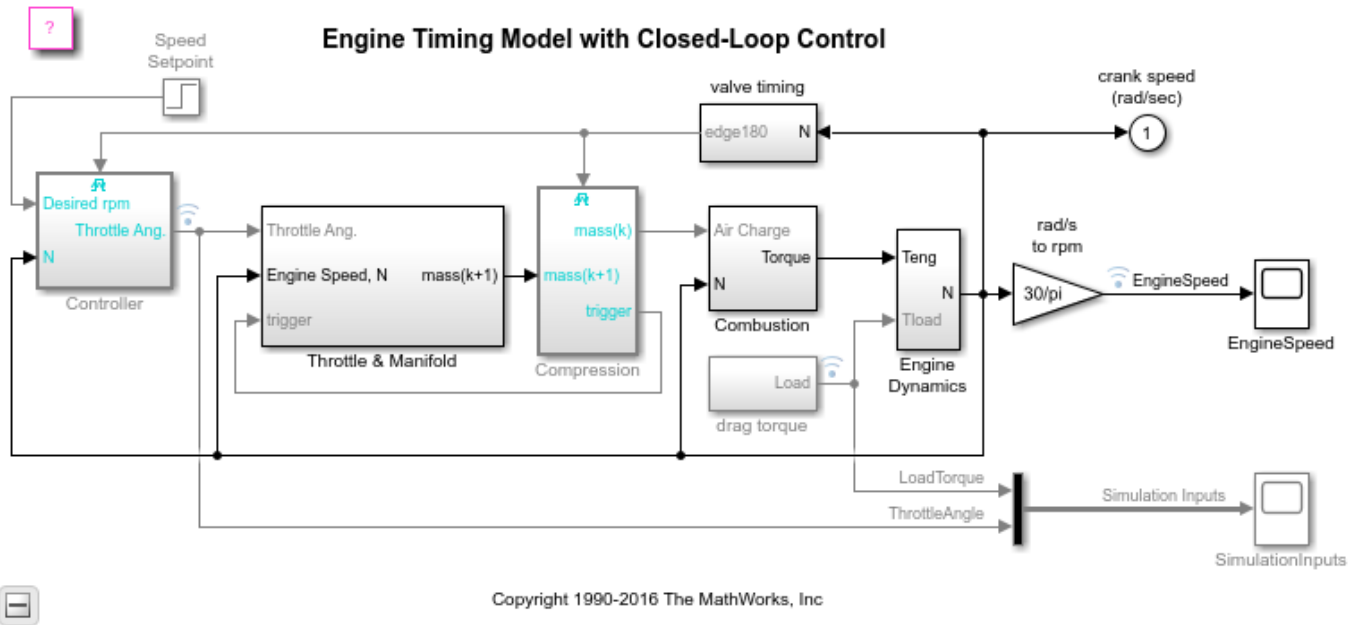 ?
Speed
Setpoint
Engine Timing Model with Closed-Loop Control
valve timing
edge180 N
crank speed
(rad/sec)
1
Desired rpm
Throttle Ang.
N
Controller
Throttle Ang.
Engine Speed, N mass(k+1)
trigger
Throttle & Manifold
mass(k)
mass(k+1)
trigger
Compression
Air Charge
Torque
N
Combustion
Load
drag torque
Teng
N
Tload
Engine
Dynamics
rad/s
to rpm
30/pi
EngineSpeed
EngineSpeed
LoadTorque
ThrottleAngle
Simulation Inputs
SimulationInputs
Copyright 1990-2016 The MathWorks, Inc